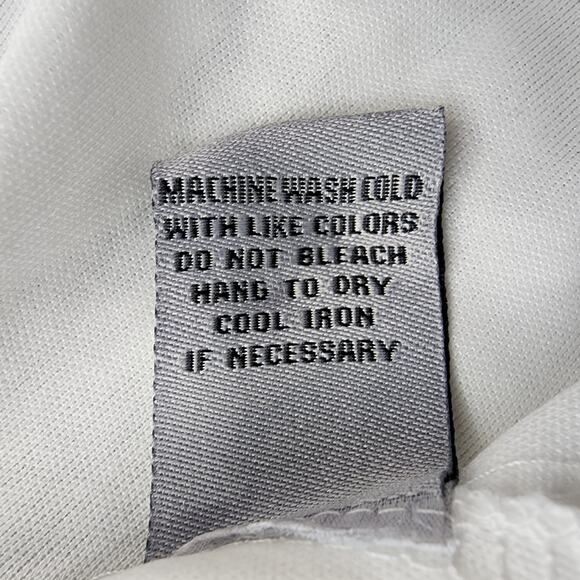 MACHINE WASH COLD
WITH LIKE COLORS
DO NOT BLEACH
HANG TO DRY
COOL IRON
IF NECESSARY